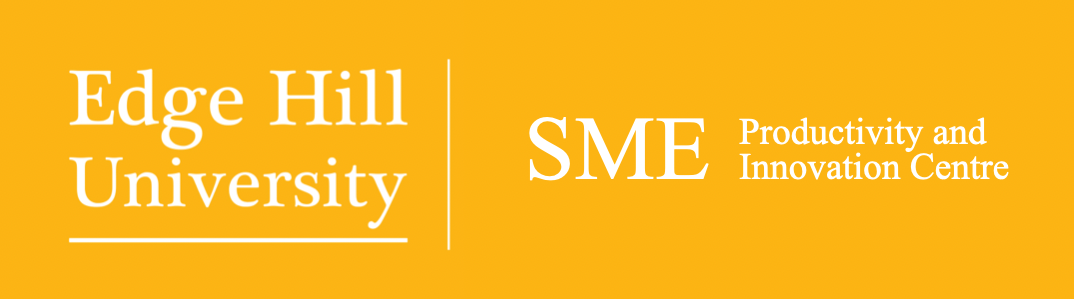 Edge Hill
University
SME
Productivity and
Innovation Centre